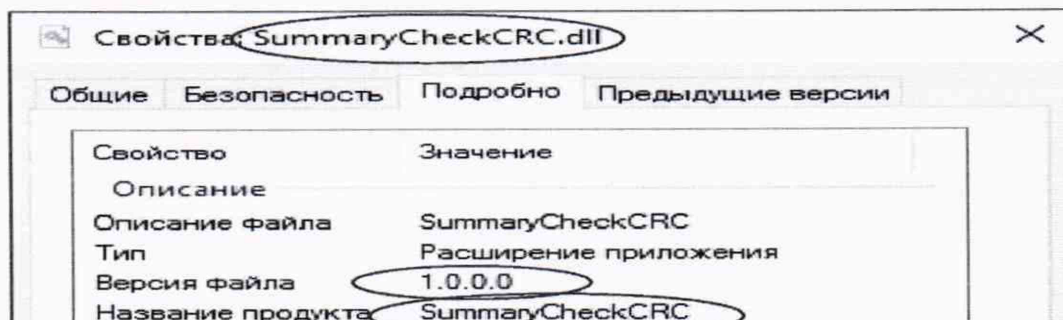 Свойства: SummaryCheckCRC.dll
Общие Безопасность Подробно Предыдущие версии
Свойство Значение
Описание
Описание файла SummaryCheckCRC
Тип Расширение приложения
Версия файла 1.0.0.0
Название продукта SummaryCheckCRC